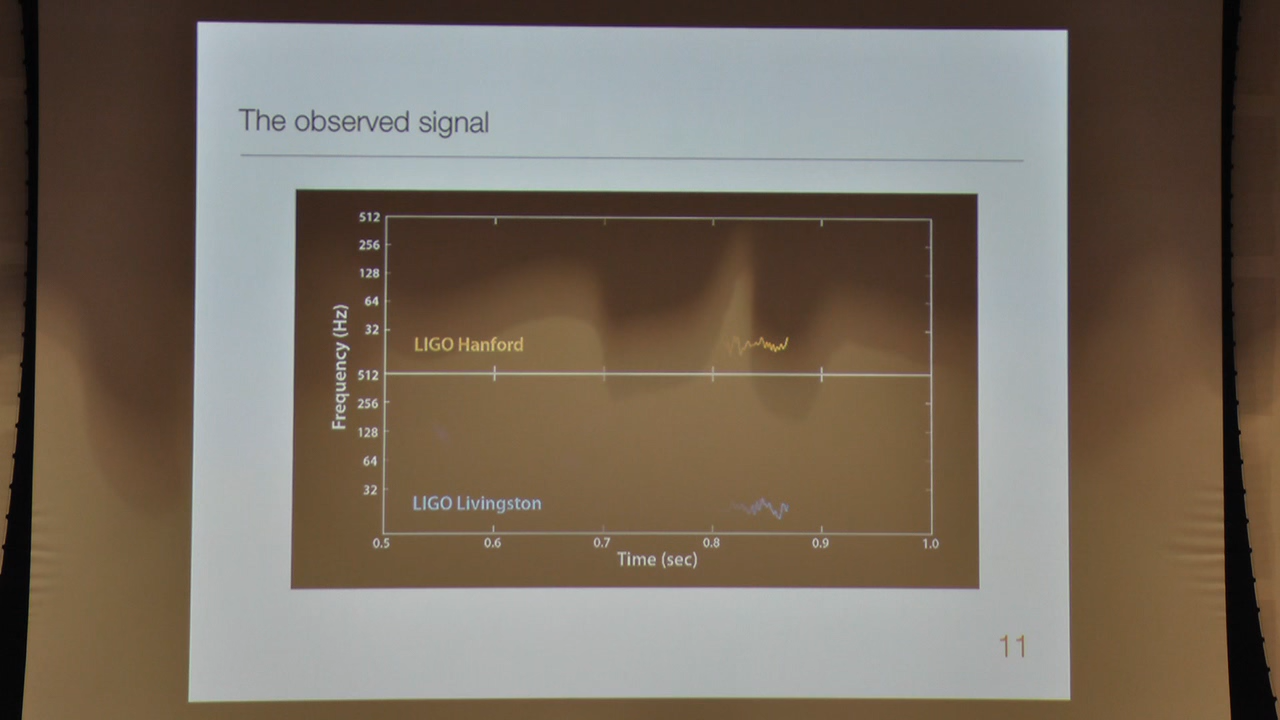 The observed signal
512
256
128
64
32
LIGO Hanford
512
256
128
64
32
LIGO Livingston
Frequency (Hz)
0.5 0.6 0.7 0.8 0.9 1.0
Time (sec)
11